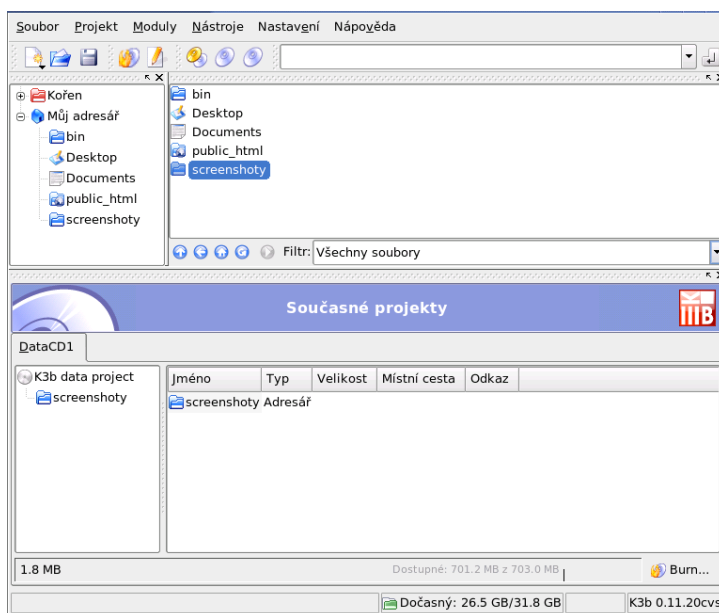 Soubor Projekt Moduly Nástroje Nastavení Nápověda
Kořen
Můj adresář
bin
Desktop
Documents
public_html
screenshoty
bin
Desktop
Documents
public_html
screenshoty
Filtr: Všechny soubory
Současné projekty
K3B
DataCD1
K3b data project
screenshoty
Jméno Typ Velikost Místní cesta Odkaz
screenshoty Adresář
1.8 MB Dostupné: 701.2 MB z 703.0 MB Burn...
Dočasný: 26.5 GB/31.8 GB K3b 0.11.20cvs